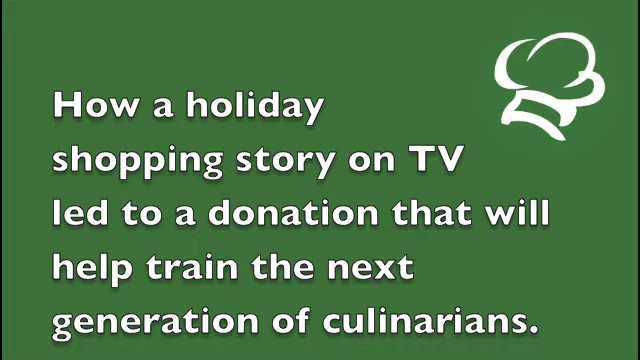 How a holiday
shopping story on TV
led to a donation that will
help train the next
generation of culinarians.